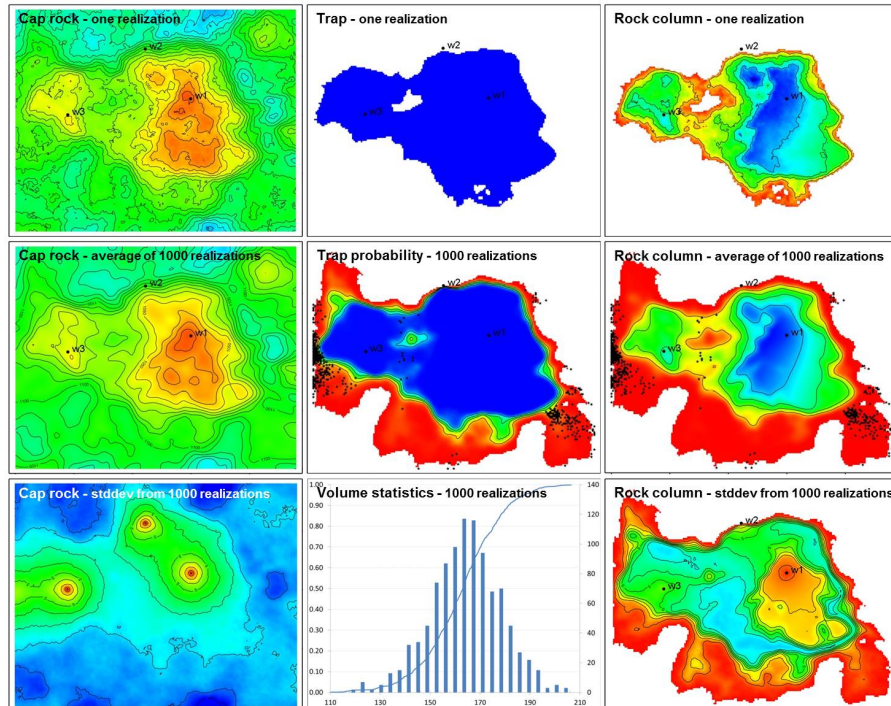 Cap rock - one realization
w2
w1
w3
Trap - one realization
w2
w1
w3
Rock column - one realization
w2
w1
w3
Cap rock - average of 1000 realizations
w2
w1
w3
Trap probability - 1000 realizations
w2
w1
w3
Rock column - average of 1000 realizations
w2
w1
w3
Cap rock - stddev from 1000 realizations
Volume statistics - 1000 realizations
1.00
0.90
0.80
0.70
0.60
0.50
0.40
0.30
0.20
0.10
0.00
140
120
100
80
60
40
20
0
110
130
150
170
190
210
Rock column - stddev from 1000 realizations
w2
w1
w3